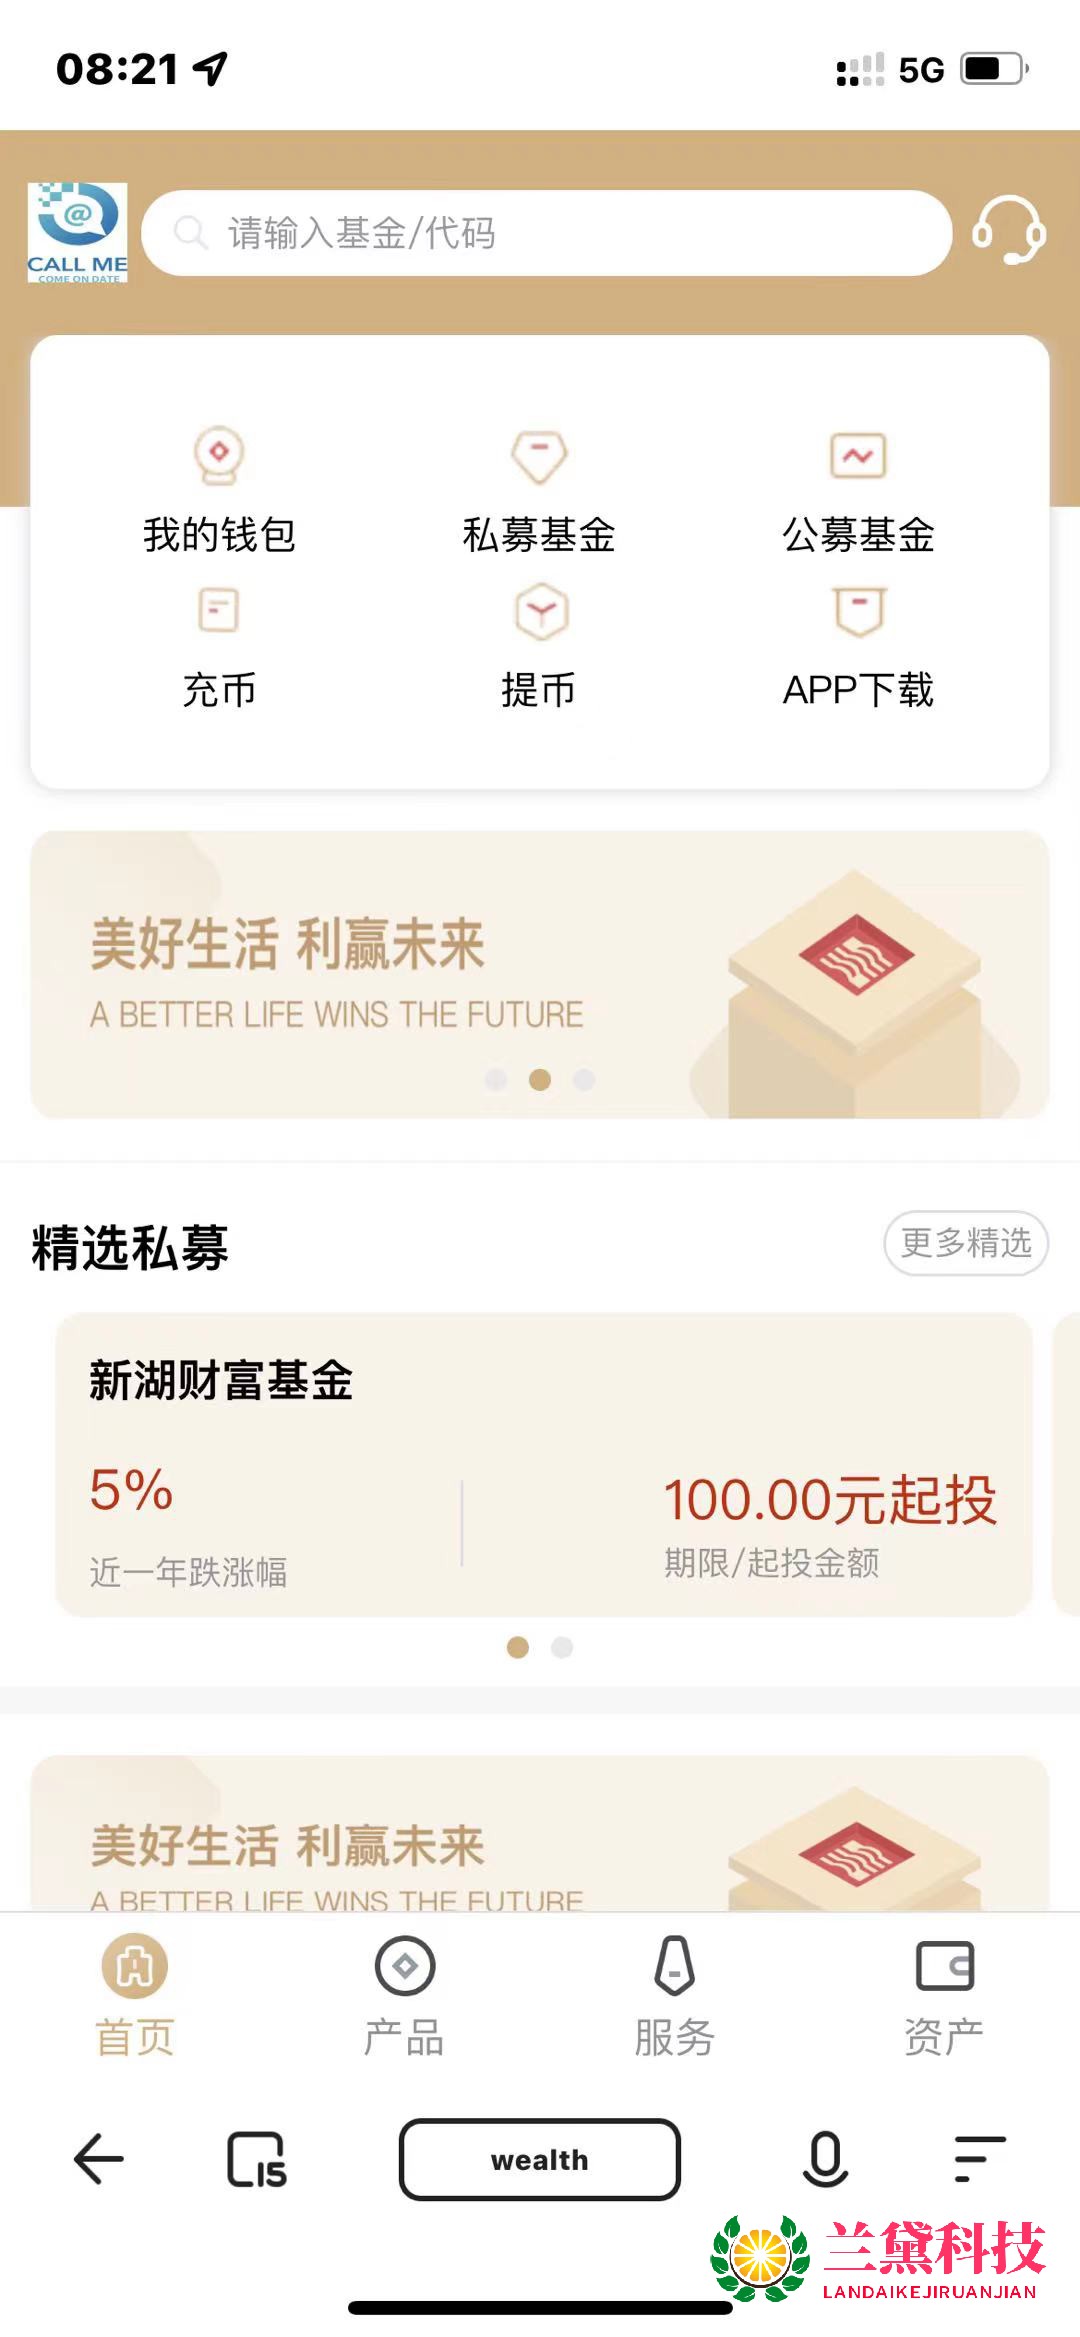 08:21
5G
CALL ME
COME ON DATE
请输入基金/代码
我的钱包
私募基金
公募基金
充币
提币
APP下载
美好生活 利赢未来
A BETTER LIFE WINS THE FUTURE
精选私募
更多精选
新湖财富基金
5%
100.00元起投
近一年跌涨幅
期限/起投金额
美好生活 利赢未来
A BETTER LIFE WINS THE FUTURE
首页
产品
服务
资产
15
wealth
兰黛科技
LANDAIKEJIRUANJIAN